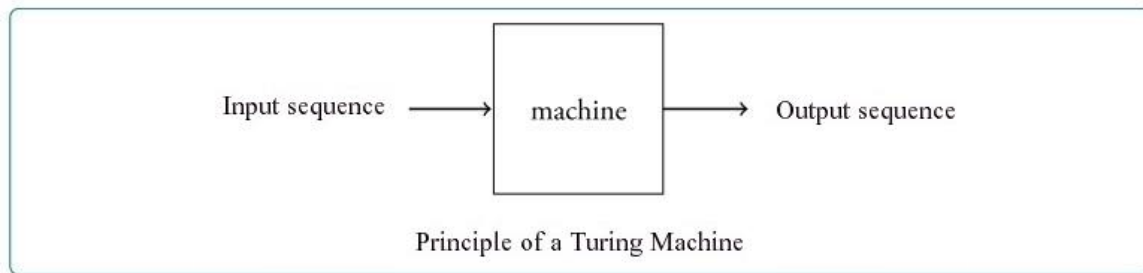 Input sequence
machine
Output sequence
Principle of a Turing Machine